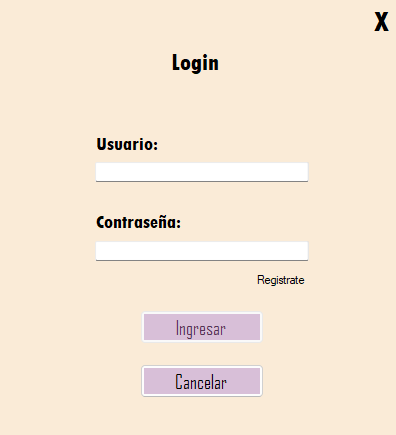 X
Login
Usuario:
Contraseña:
Registrate
Ingresar
Cancelar